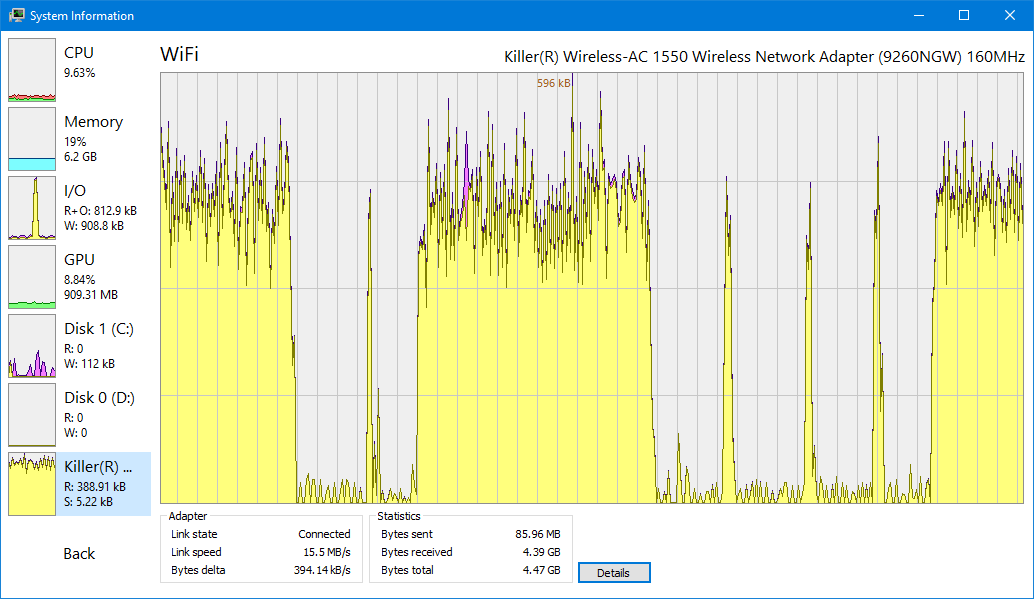 System Information
CPU
9.63%
Memory
19%
6.2 GB
I/O
R+ O: 812.9 kB
W: 908.8 kB
GPU
8.84%
909.31 MB
Disk 1 (C:)
R: 0
W: 112 kB
Disk 0 (D:)
R: 0
W: 0
Killer(R) ...
R: 388.91 kB
S: 5.22 kB
Back
WiFi
Killer(R) Wireless-AC 1550 Wireless Network Adapter (9260NGW) 160MHz
596 kB
Adapter
Link state Connected
Link speed 15.5 MB/s
Bytes delta 394.14 kB/s
Statistics
Bytes sent 85.96 MB
Bytes received 4.39 GB
Bytes total 4.47 GB
Details